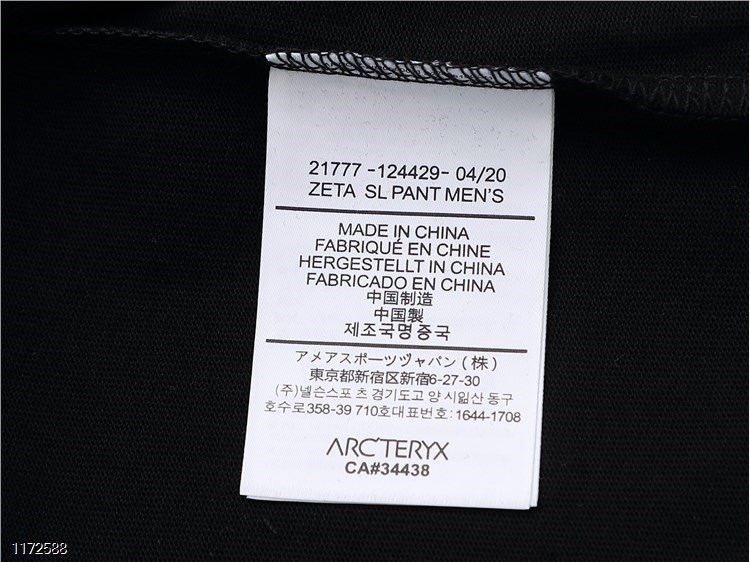 21777 -124429- 04/20
ZETA SL PANT MEN'S
MADE IN CHINA
FABRIQUÉ EN CHINE
HERGESTELLT IN CHINA
FABRICADO EN CHINA
中国制造
中国製
제조국명중국
アメアスポーツヅャバン(株)
東京都新宿区新宿6-27-30
(주)넬슨스포 츠 경기도고 양 시일산 동구
호수로358-39 710호대표번호: 1644-1708
ARC'TERYX
CA#34438
1172588